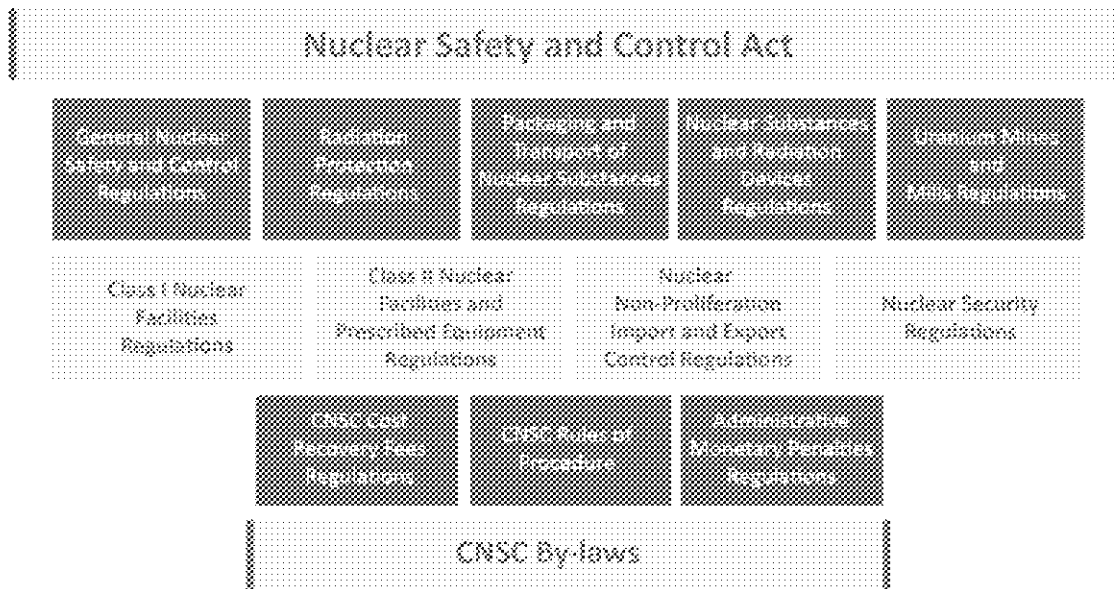 Nuclear Safety and Control Act
General Nuclear
Safety and Control
Regulations
Radiation
Protection
Regulations
Packaging and
Transport of
Nuclear Substances
Regulations
Nuclear Substances
and Radiation
Devices
Regulations
Uranium Mines
and
Mills Regulations
Class I Nuclear
Facilities
Regulations
Class II Nuclear
Facilities and
Prescribed Equipment
Regulations
Nuclear
Non-Proliferation
Import and Export
Control Regulations
Nuclear Security
Regulations
CNSC Cost
Recovery Fees
Regulations
CNSC Rules of
Procedure
Administrative
Monetary Penalties
Regulations
CNSC By-laws